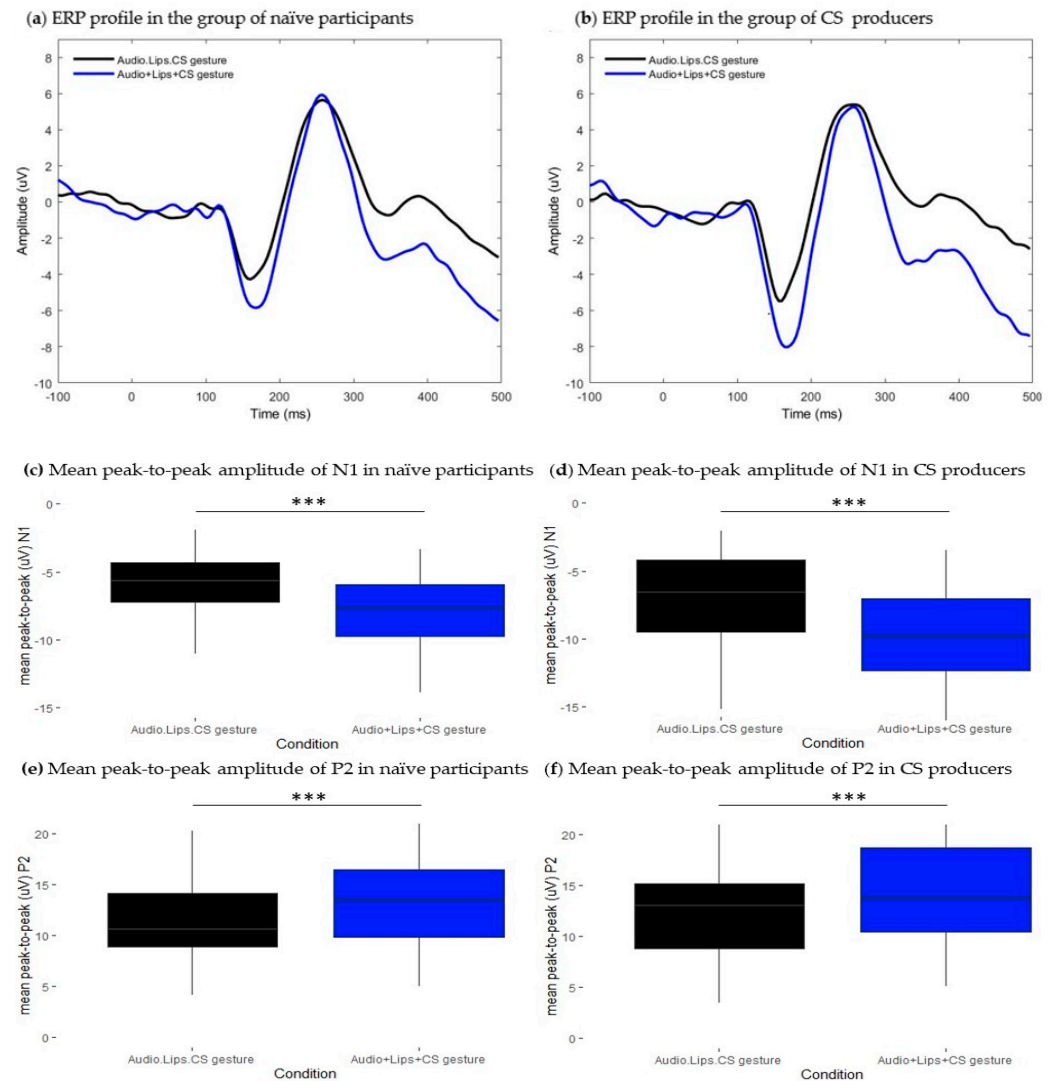 (a) ERP profile in the group of naïve participants
8
6
4
2
0
-2
-4
-6
-8
-10
Amplitude (uV)
Audio.Lips.CS gesture
Audio+Lips+CS gesture
-100
0
100
200
300
400
500
Time (ms)
(b) ERP profile in the group of CS producers
8
6
4
2
0
-2
-4
-6
-8
-10
Amplitude (uV)
Audio.Lips.CS gesture
Audio+Lips+CS gesture
-100
0
100
200
300
400
500
Time (ms)
(c) Mean peak-to-peak amplitude of N1 in naïve participants
***
0
-5
-10
-15
mean peak-to-peak (uV) N1
Audio.Lips.CS gesture
Audio+Lips+CS gesture
Condition
(d) Mean peak-to-peak amplitude of N1 in CS producers
***
0
-5
-10
-15
mean peak-to-peak (uV) N1
Audio.Lips.CS gesture
Audio+Lips+CS gesture
Condition
(e) Mean peak-to-peak amplitude of P2 in naïve participants
***
20
15
10
5
0
mean peak-to-peak (uV) P2
Audio.Lips.CS gesture
Audio+Lips+CS gesture
Condition
(f) Mean peak-to-peak amplitude of P2 in CS producers
***
20
15
10
5
0
mean peak-to-peak (uV) P2
Audio.Lips.CS gesture
Audio+Lips+CS gesture
Condition